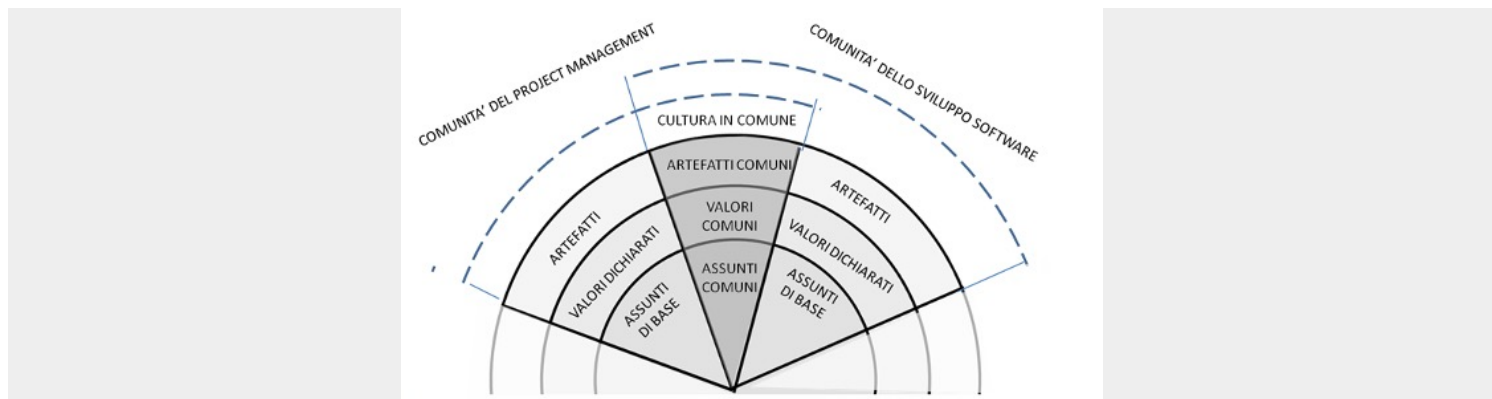 COMUNITA' DEL PROJECT MANAGEMENT
COMUNITA' DELLO SVILUPPO SOFTWARE
CULTURA IN COMUNE
ARTEFATTI COMUNI
VALORI
COMUNI
ASSUNTI
COMUNI
ARTEFATTI
VALORI DICHIARATI
ASSUNTI
DI BASE
ARTEFATTI
VALORI DICHIARATI
ASSUNTI
DI BASE